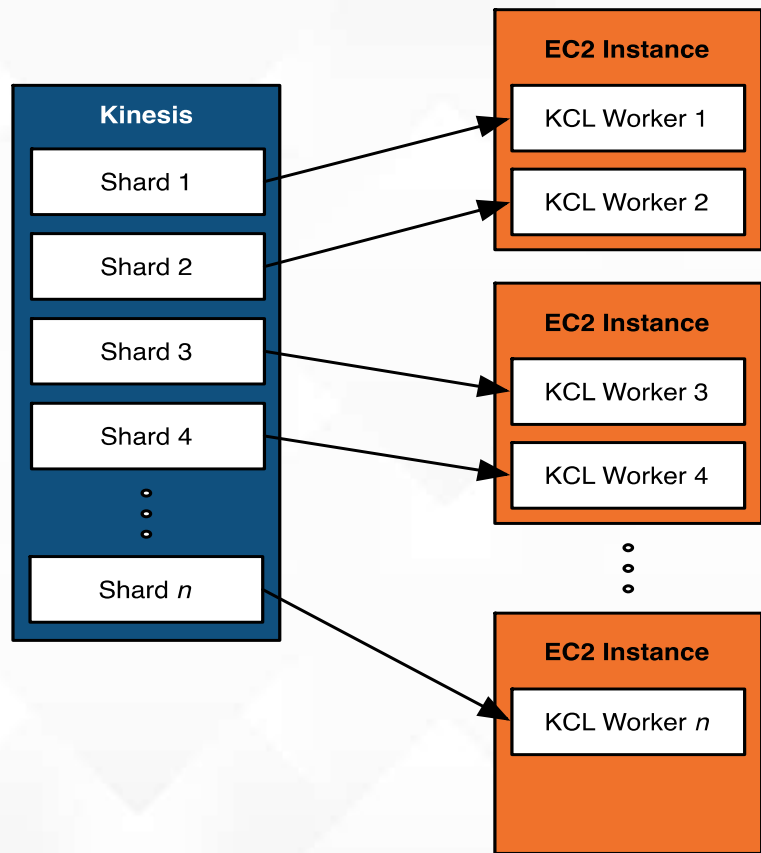 Kinesis
Shard 1
Shard 2
Shard 3
Shard 4
Shard n
EC2 Instance
KCL Worker 1
KCL Worker 2
EC2 Instance
KCL Worker 3
KCL Worker 4
EC2 Instance
KCL Worker n